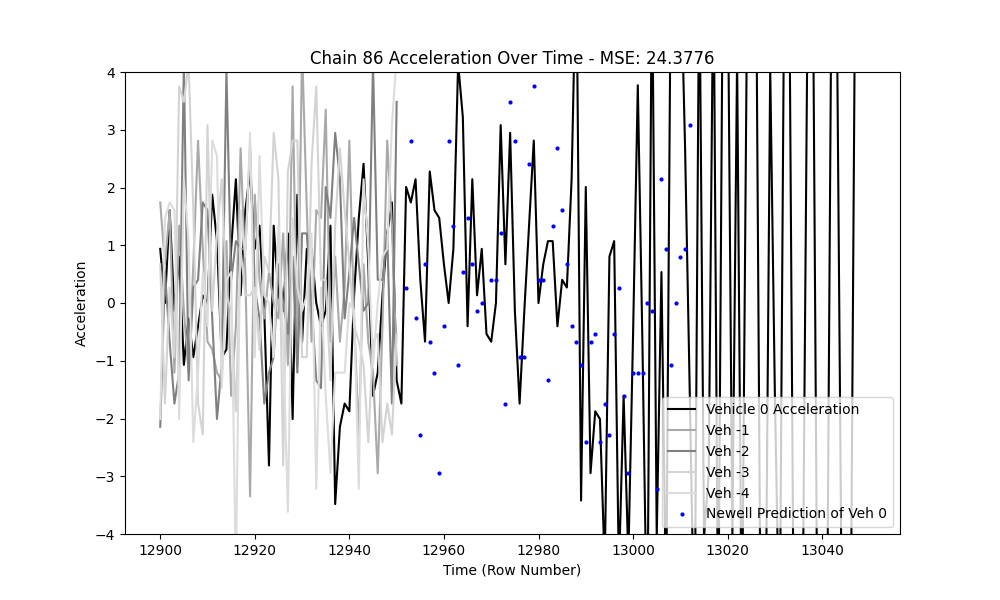 Chain 86 Acceleration Over Time - MSE: 24.3776
Acceleration
4
3
2
1
0
−1
−2
−3
−4
12900 12920 12940 12960 12980 13000 13020 13040
Time (Row Number)
Vehicle 0 Acceleration
Veh -1
Veh -2
Veh -3
Veh -4
Newell Prediction of Veh 0